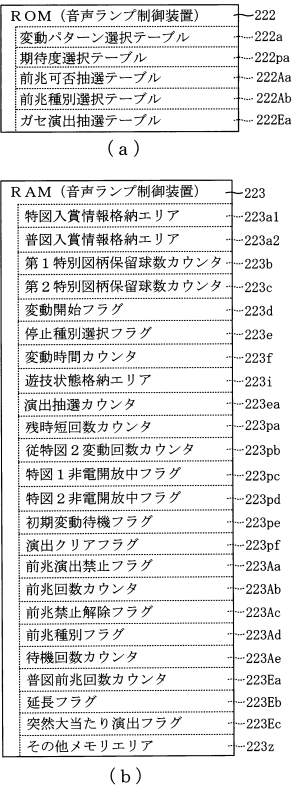 ROM（音声ランプ制御装置） 222
変動パターン選択テーブル 222a
期待度選択テーブル 222pa
前兆可否抽選テーブル 222Aa
前兆種別選択テーブル 222Ab
ガセ演出抽選テーブル 222Ea
(a)
RAM（音声ランプ制御装置） 223
特図入賞情報格納エリア 223a1
普図入賞情報格納エリア 223a2
第1特別図柄保留球数カウンタ 223b
第2特別図柄保留球数カウンタ 223c
変動開始フラグ 223d
停止種別選択フラグ 223e
変動時間カウンタ 223f
遊技状態格納エリア 223i
演出抽選カウンタ 223ea
残時短回数カウンタ 223pa
従特図2変動回数カウンタ 223pb
特図1非電開放中フラグ 223pc
特図2非電開放中フラグ 223pd
初期変動待機フラグ 223pe
演出クリアフラグ 223pf
前兆演出禁止フラグ 223Aa
前兆回数カウンタ 223Ab
前兆禁止解除フラグ 223Ac
前兆種別フラグ 223Ad
待機回数カウンタ 223Ae
普図前兆回数カウンタ 223Ea
延長フラグ 223Eb
突然大当たり演出フラグ 223Ec
その他メモリエリア 223z
(b)